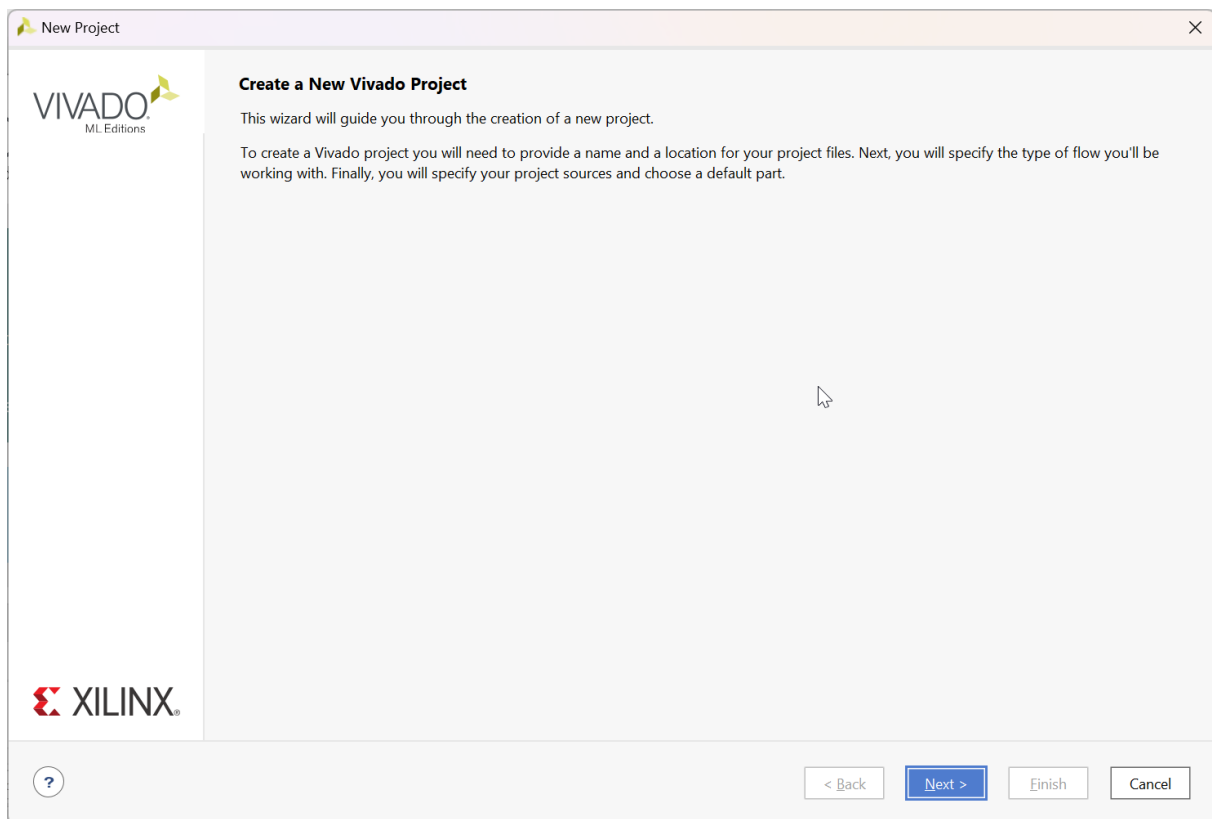 New Project
VIVADO.
ML Editions
Create a New Vivado Project
This wizard will guide you through the creation of a new project.
To create a Vivado project you will need to provide a name and a location for your project files. Next, you will specify the type of flow you'll be
working with. Finally, you will specify your project sources and choose a default part.
XILINX®
?
< Back
Next >
Finish
Cancel